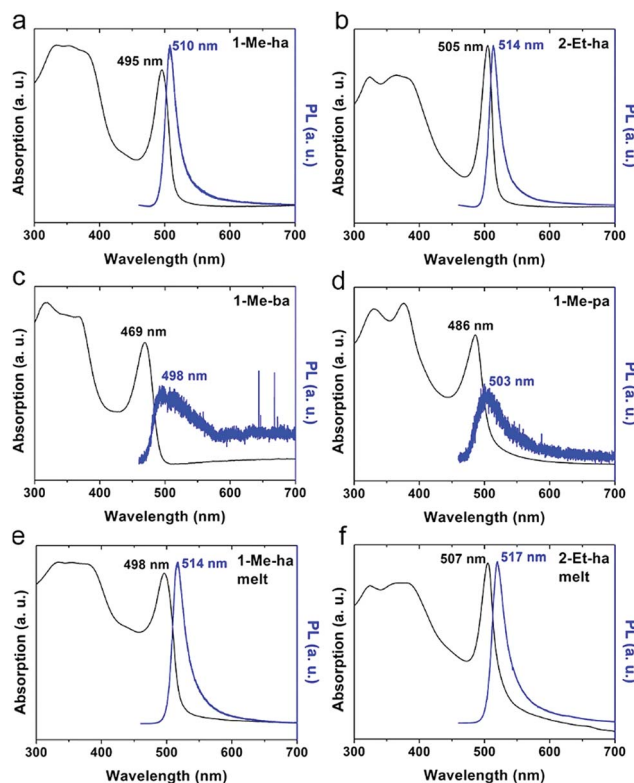 a
1-Me-ha
495 nm
510 nm
Absorption (a. u.)
PL (a. u.)
300 400 500 600 700
Wavelength (nm)
b
2-Et-ha
505 nm
514 nm
Absorption (a. u.)
PL (a. u.)
300 400 500 600 700
Wavelength (nm)
c
1-Me-ba
469 nm
498 nm
Absorption (a. u.)
PL (a. u.)
300 400 500 600 700
Wavelength (nm)
d
1-Me-pa
486 nm
503 nm
Absorption (a. u.)
PL (a. u.)
300 400 500 600 700
Wavelength (nm)
e
1-Me-ha
melt
498 nm
514 nm
Absorption (a. u.)
PL (a. u.)
300 400 500 600 700
Wavelength (nm)
f
2-Et-ha
melt
507 nm
517 nm
Absorption (a. u.)
PL (a. u.)
300 400 500 600 700
Wavelength (nm)